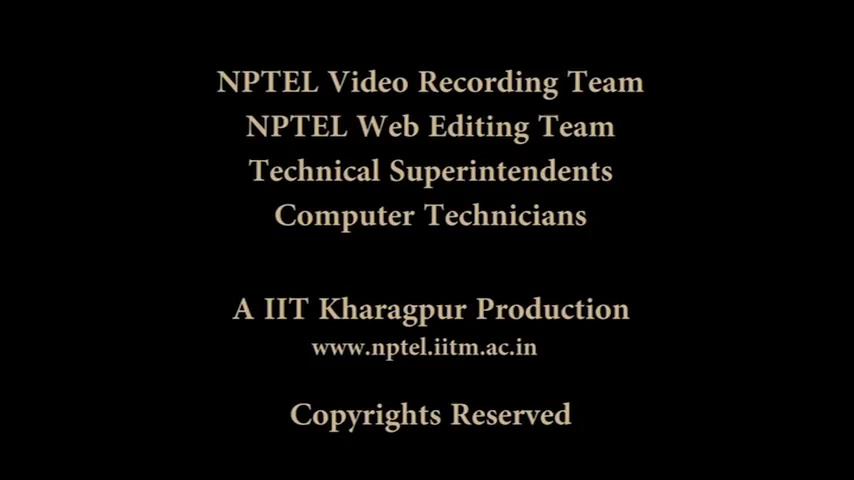 NPTEL Video Recording Team
NPTEL Web Editing Team
Technical Superintendents
Computer Technicians
A IIT Kharagpur Production
www.nptel.iitm.ac.in
Copyrights Reserved